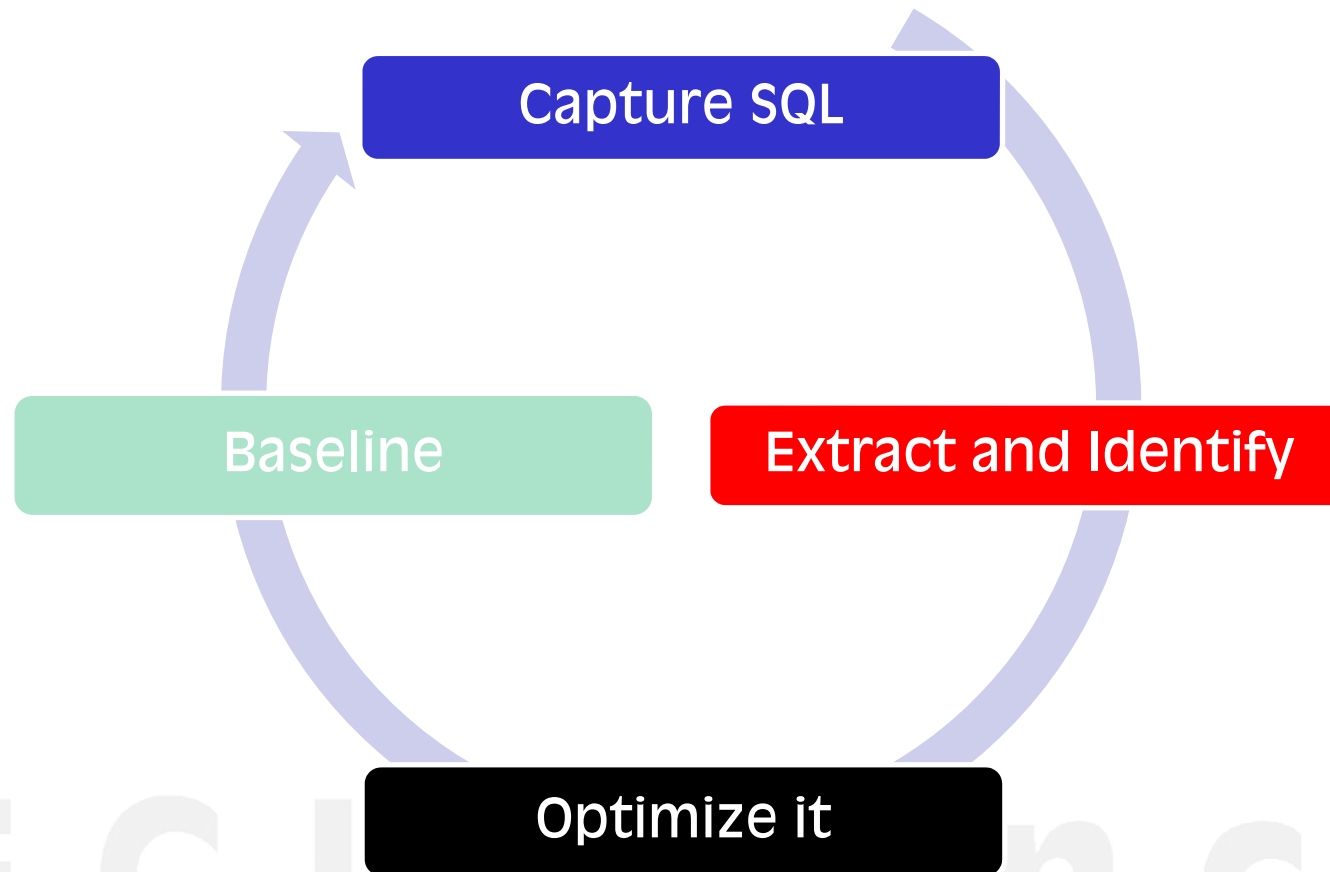 Capture SQL
Baseline
Extract and Identify
Optimize it